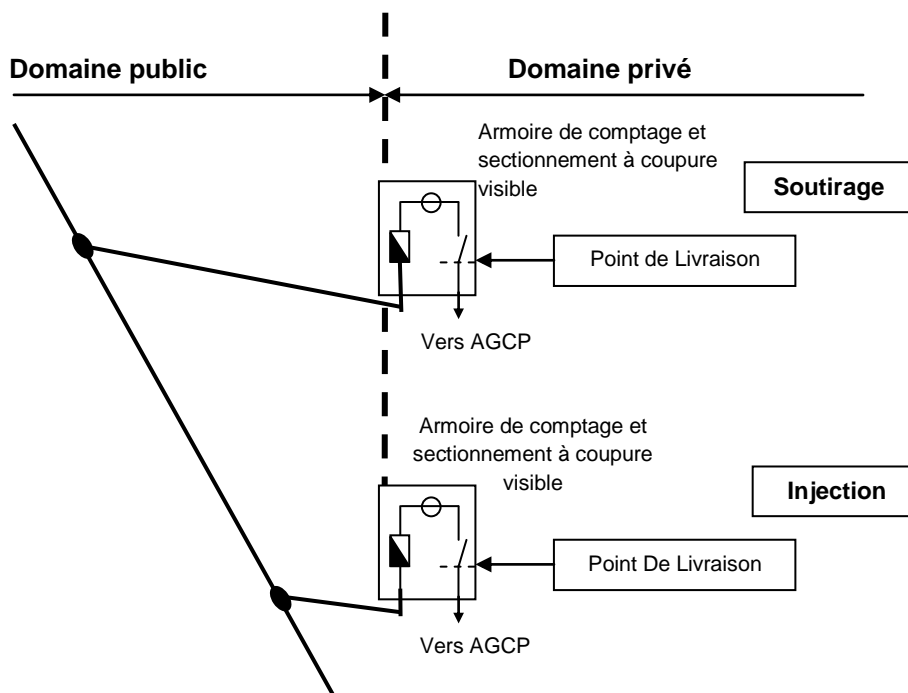 Domaine public
Domaine privé
Armoire de comptage et
sectionnement à coupure
visible
Soutirage
Point de Livraison
Vers AGCP
Armoire de comptage et
sectionnement à coupure
visible
Injection
Point De Livraison
Vers AGCP